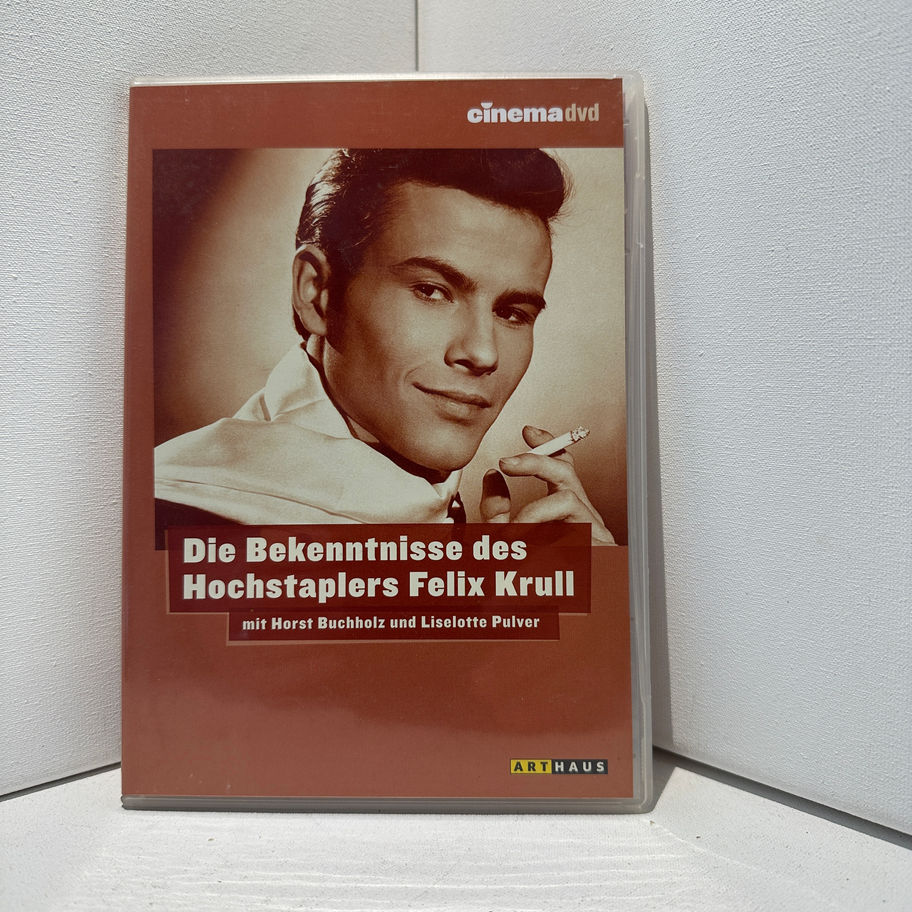 cinemadvd
Die Bekenntnisse des
Hochstaplers Felix Krull
mit Horst Buchholz und Liselotte Pulver
ARTHAUS